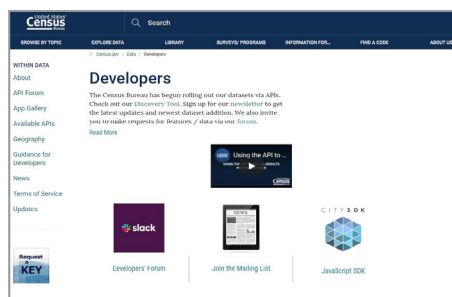 United States
Census
Bureau
Search
BROWSE BY TOPIC
EXPLORE DATA
LIBRARY
SURVEYS/ PROGRAMS
INFORMATION FOR...
FIND A CODE
ABOUT US
// Census.gov / Data / Developers
WITHIN DATA
About
API Forum
App Gallery
Available APIs
Geography
Guidance for
Developers
News
Terms of Service
Updates
Developers
The Census Bureau has begun rolling out our datasets via APIs.
Check out our Discovery Tool. Sign up for our newsletter to get
the latest updates and newest dataset addition. We also invite
you to make requests for features / data via our forum.
Read More
Using the API to ...
slack
NEWS
CITYSDK
Developers' Forum
Join the Mailing List
JavaScript SDK
Request
a
KEY